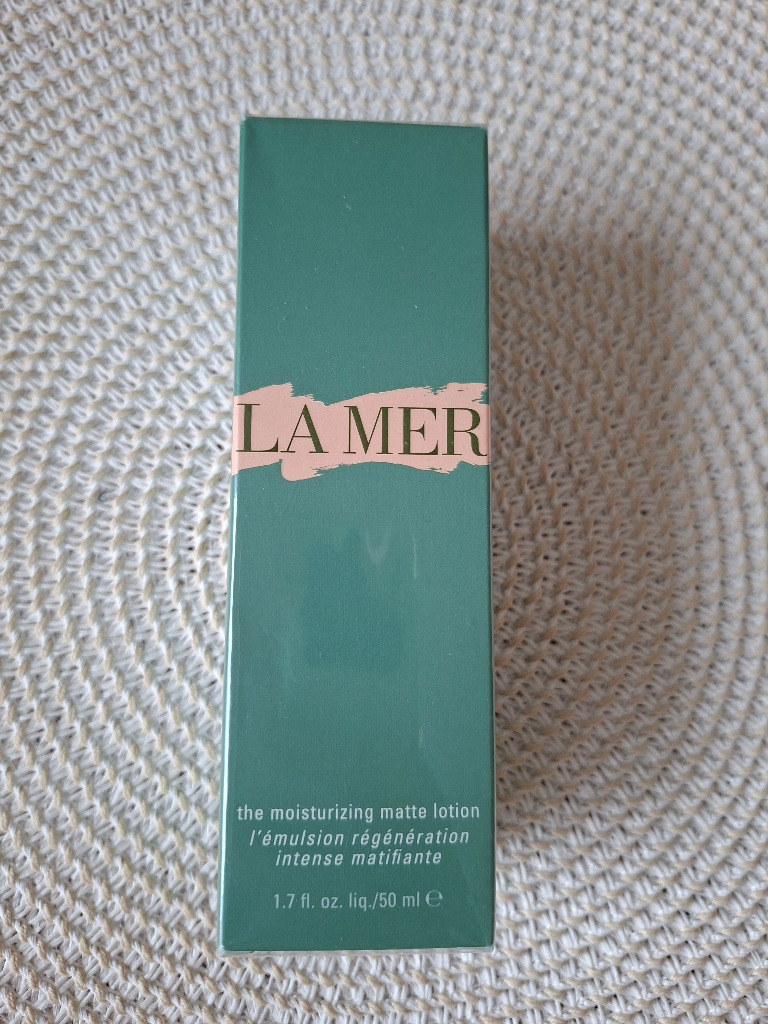 LA MER
the moisturizing matte lotion
l'émulsion régénération
intense matifiante
1.7 fl. oz. liq./50 ml ℮